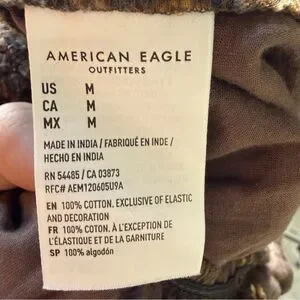 AMERICAN EAGLE
OUTFITTERS
US M
CA M
MX M
MADE IN INDIA / FABRIQUÉ EN INDE /
HECHO EN INDIA
RN 54485 / CA 03873
RFC# AEM120605U9A
EN 100% COTTON, EXCLUSIVE OF ELASTIC
AND DECORATION
FR 100% COTON. À L'EXCEPTION DE
L'ÉLASTIQUE ET DE LA GARNITURE
SP 100% algodón